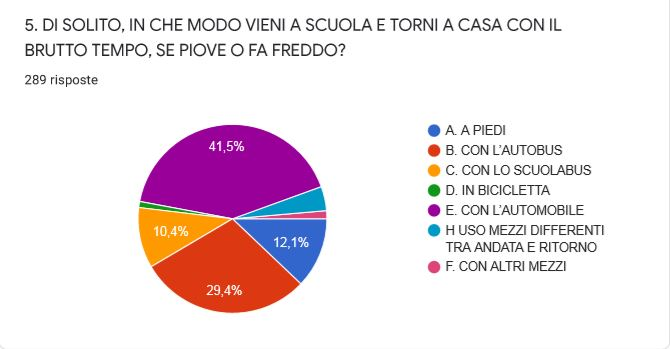 5. DI SOLITO, IN CHE MODO VIENI A SCUOLA E TORNI A CASA CON IL
BRUTTO TEMPO, SE PIOVE O FA FREDDO?
289 risposte
41,5%
10,4%
12,1%
29,4%
A. A PIEDI
B. CON L'AUTOBUS
C. CON LO SCUOLABUS
D. IN BICICLETTA
E. CON L'AUTOMOBILE
H USO MEZZI DIFFERENTI
TRA ANDATA E RITORNO
F. CON ALTRI MEZZI